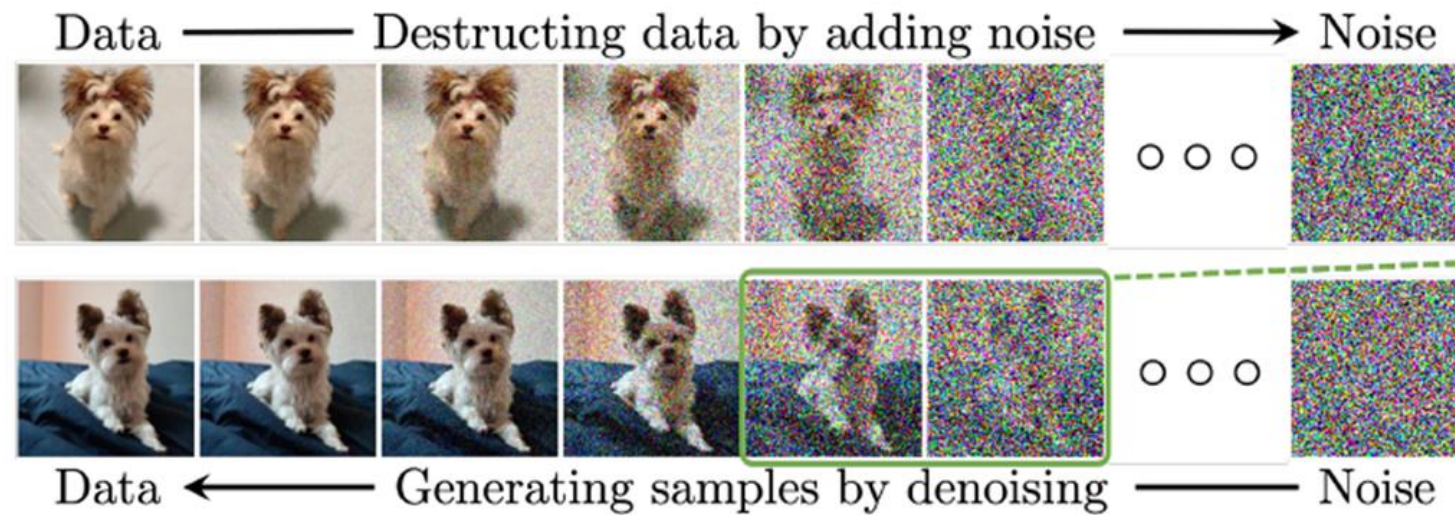 Data Destructing data by adding noise Noise
Data Generating samples by denoising Noise